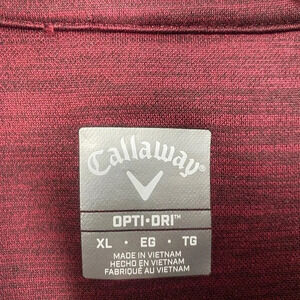 Callaway
OPTI•DRI™
XL • EG • TG
MADE IN VIETNAM
HECHO EN VIETNAM
FABRIQUÉ AU VIETNAM